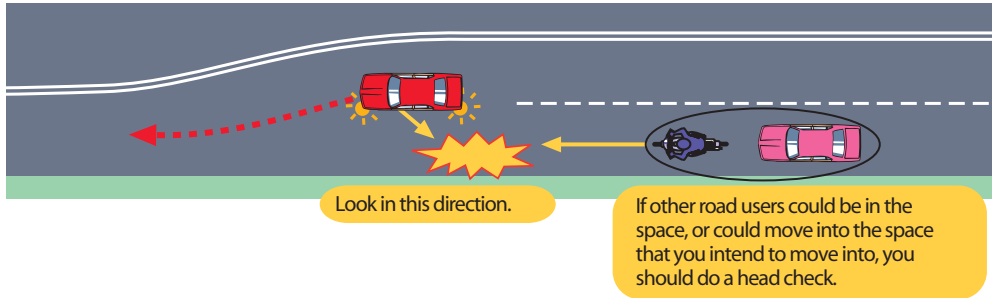 Look in this direction.
If other road users could be in the
space, or could move into the space
that you intend to move into, you
should do a head check.